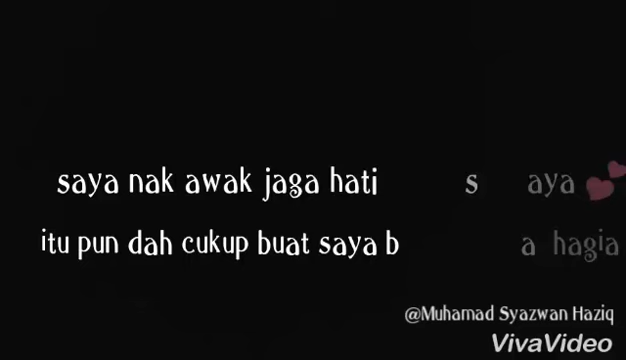 saya nak awak jaga hati s aya
itu pun dah cukup buat saya b a hagia
@Muhamad Syazwan Haziq
VivaVideo